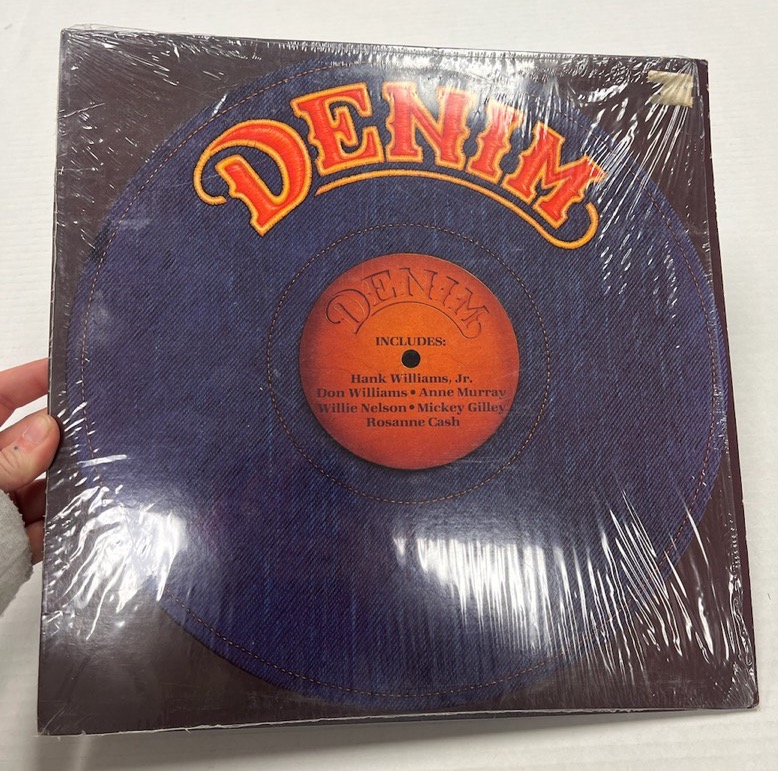 DENIM
DENIM
INCLUDES:
Hank Williams, Jr.
Don Williams • Anne Murray
Willie Nelson • Mickey Gilley
Rosanne Cash